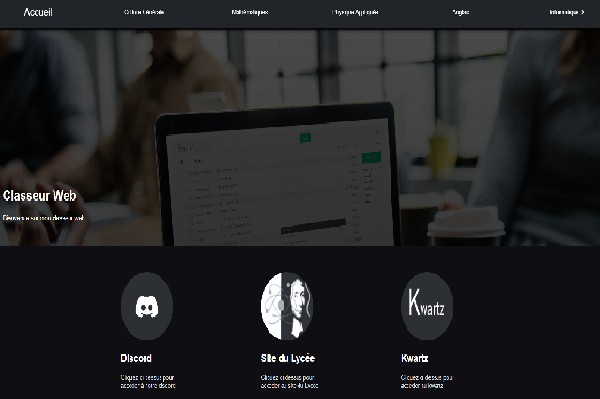 Accueil
Culture Générale
Mathématiques
Physique Appliquée
Anglais
Informatique
Classeur Web
Bienvenue sur mon classeur web
Kwartz
Discord
Site du Lycée
Kwartz
Cliquez ci dessus pour
accéder à notre discord
Cliquez ci dessus pour
accéder au site du Lycée
Cliquez ci dessus pour
accéder au kwartz